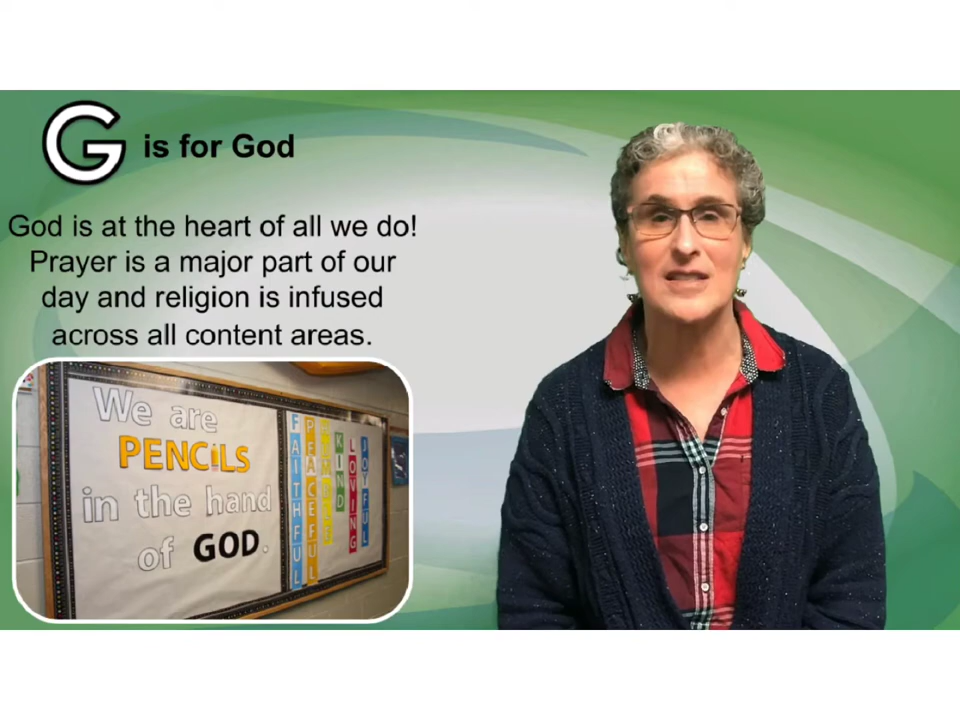 G is for God
God is at the heart of all we do!
Prayer is a major part of our
day and religion is infused
across all content areas.
We are
PENCiLS
in the hand
of GOD.
FAITHFUL
PEACEFUL
KIND
LOVING
JOYFUL